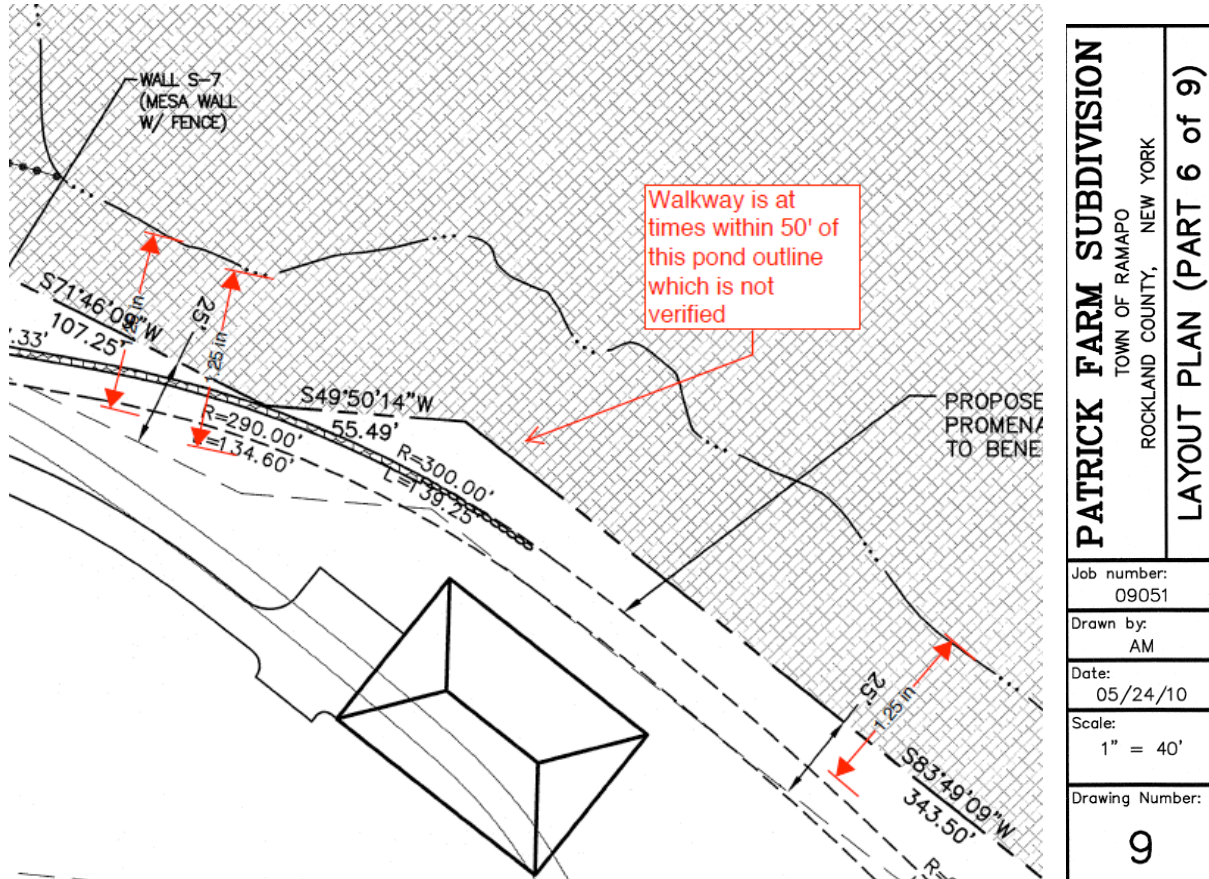 WALL S-7
(MESA WALL
W/ FENCE)
Walkway is at
times within 50' of
this pond outline
which is not
verified
S71°46'09"W
107.25'
.33'
25'
1.25 in
S49°50'14"W
55.49'
R=290.00'
L=134.60'
R=300.00'
L=139.25'
PROPOSE
PROMENA
TO BENE
25'
1.25 in
S83°49'09"W
343.50'
PATRICK FARM SUBDIVISION
TOWN OF RAMAPO
ROCKLAND COUNTY, NEW YORK
LAYOUT PLAN (PART 6 of 9)
Job number:
09051
Drawn by:
AM
Date:
05/24/10
Scale:
1" = 40'
Drawing Number:
9